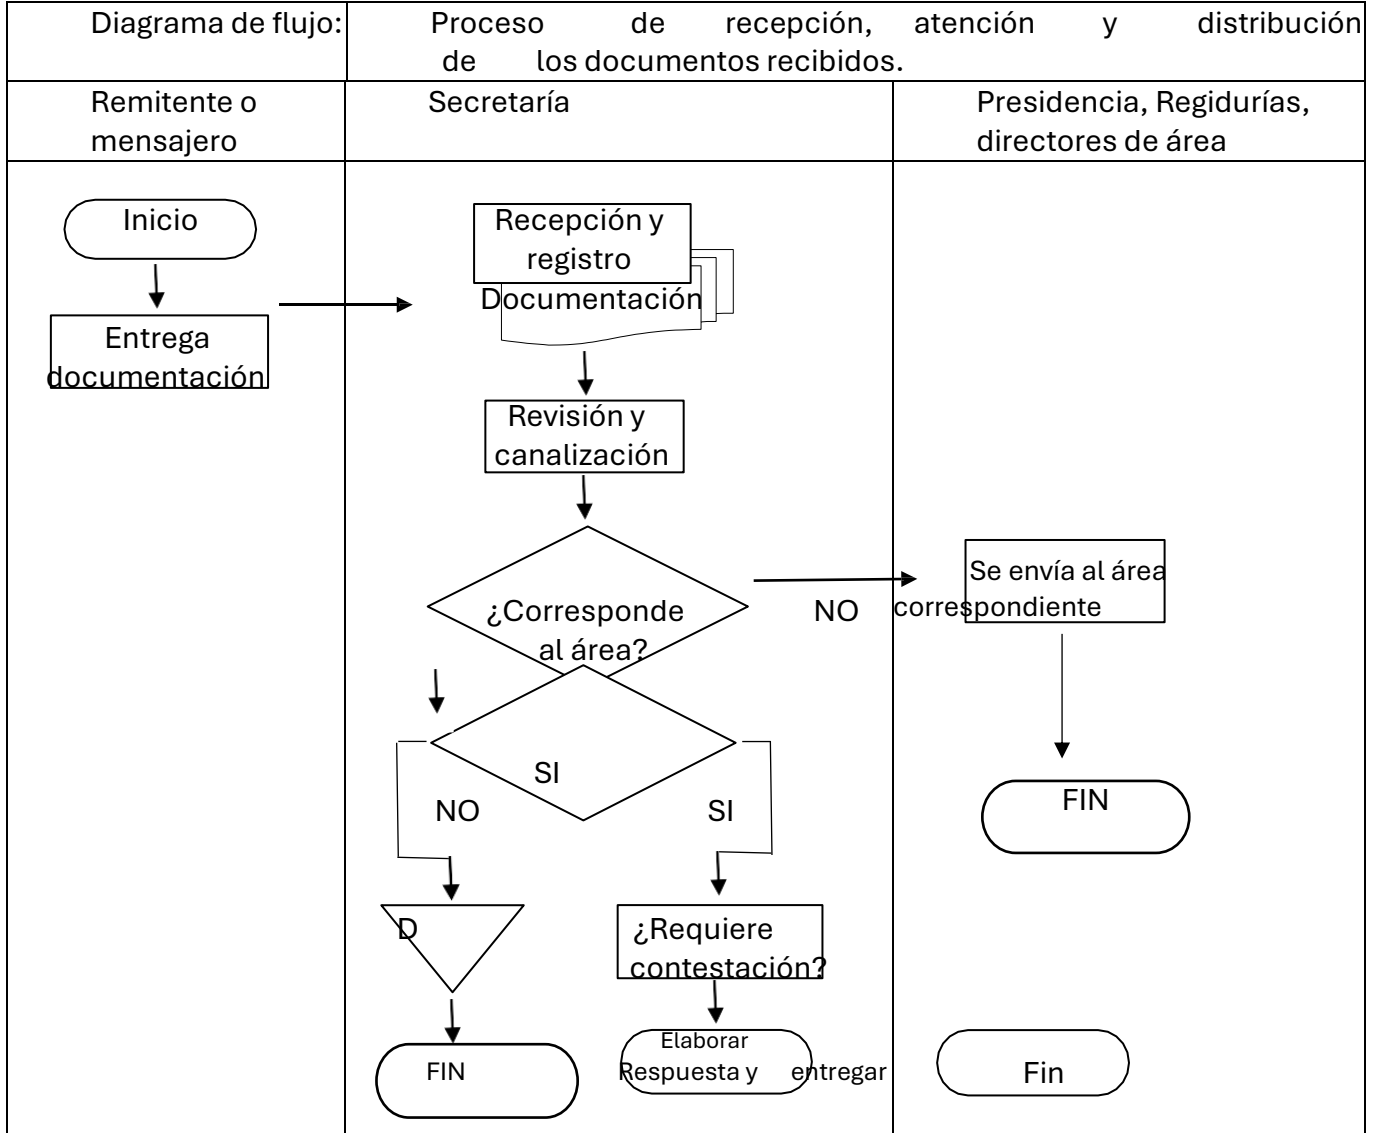 Diagrama de flujo:
Proceso de recepción, atención y distribución
de los documentos recibidos.
Remitente o
mensajero
Secretaría
Presidencia, Regidurías,
directores de área
Inicio
Entrega
documentación
Recepción y
registro
Documentación
Revisión y
canalización
¿Corresponde
al área?
NO
Se envía al área
correspondiente
SI
NO
SI
FIN
D
¿Requiere
contestación?
FIN
Elaborar
Respuesta y entregar
Fin